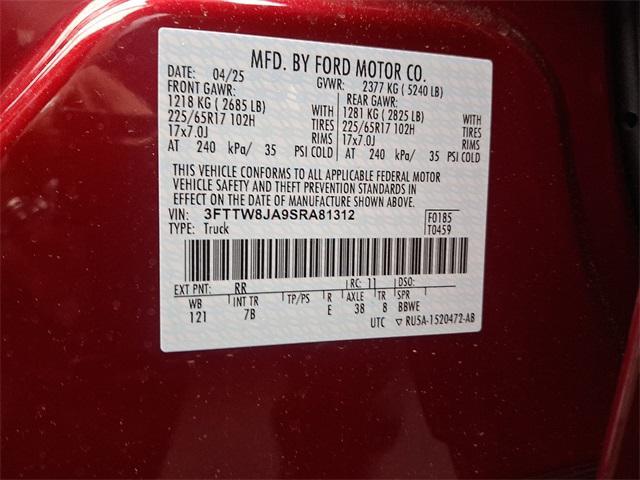 MFD. BY FORD MOTOR CO.
DATE: 04/25 GVWR: 2377 KG ( 5240 LB)
FRONT GAWR: REAR GAWR:
1218 KG ( 2685 LB) WITH 1281 KG ( 2825 LB) WITH
225/65R17 102H TIRES 225/65R17 102H TIRES
17x7.0J RIMS 17x7.0J RIMS
AT 240 kPa/ 35 PSI COLD AT 240 kPa/ 35 PSI COLD
THIS VEHICLE CONFORMS TO ALL APPLICABLE FEDERAL MOTOR
VEHICLE SAFETY AND THEFT PREVENTION STANDARDS IN
EFFECT ON THE DATE OF MANUFACTURE SHOWN ABOVE.
VIN: 3FTTW8JA9SRA81312 F0185
TYPE: Truck T0459
EXT PNT: RR RC: 11 DSO:
WB INT TR TP/PS R AXLE TR SPR
121 7B E 38 8 BBWE
UTC ▽ RU5A-1520472-AB